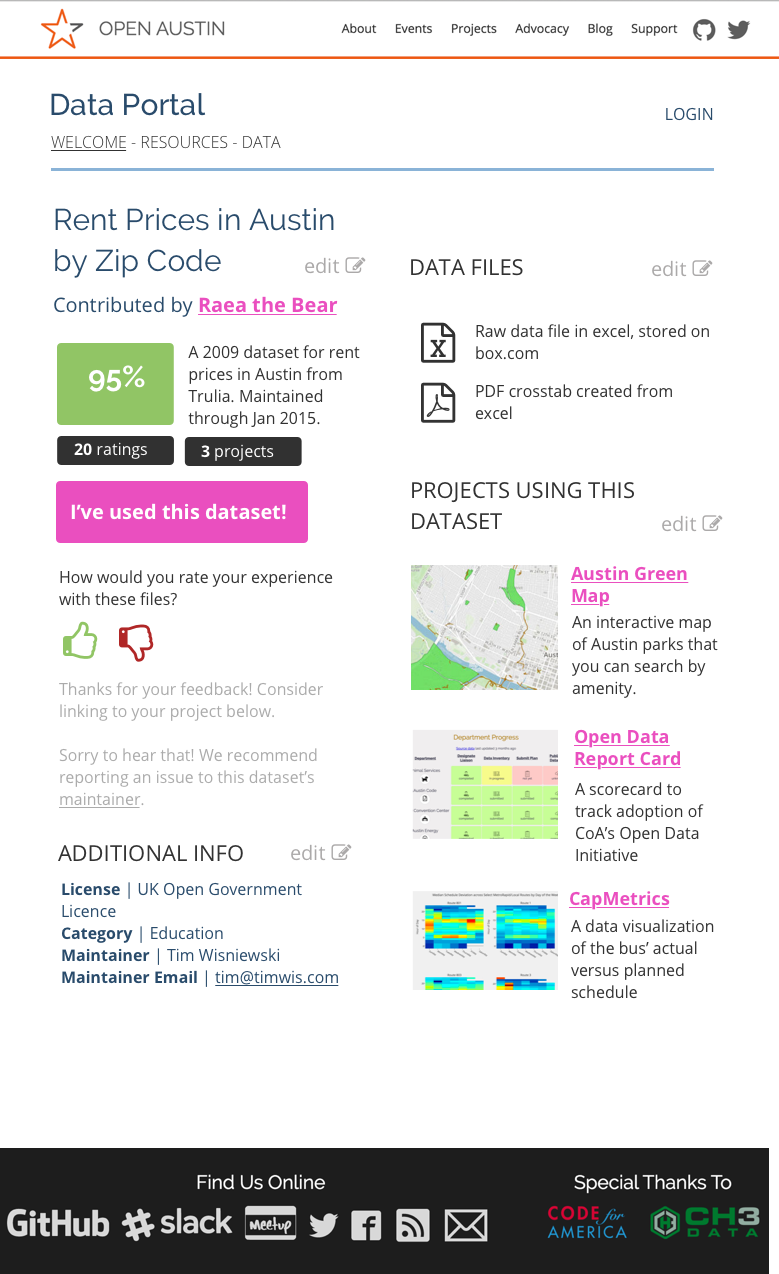 OPEN AUSTIN
About Events Projects Advocacy Blog Support
Data Portal
LOGIN
WELCOME - RESOURCES - DATA
Rent Prices in Austin
by Zip Code
edit
Contributed by Raea the Bear
95%
A 2009 dataset for rent
prices in Austin from
Trulia. Maintained
through Jan 2015.
20 ratings
3 projects
I've used this dataset!
How would you rate your experience
with these files?
Thanks for your feedback! Consider
linking to your project below.
Sorry to hear that! We recommend
reporting an issue to this dataset's
maintainer.
ADDITIONAL INFO
edit
License | UK Open Government
Licence
Category | Education
Maintainer | Tim Wisniewski
Maintainer Email | tim@timwis.com
DATA FILES
edit
X
Raw data file in excel, stored on
box.com
PDF crosstab created from
excel
PROJECTS USING THIS
DATASET
edit
Aust
Austin Green
Map
An interactive map
of Austin parks that
you can search by
amenity.
Department Progress
Open Data
Report Card
A scorecard to
track adoption of
CoA's Open Data
Initiative
CapMetrics
A data visualization
of the bus' actual
versus planned
schedule
Find Us Online
GitHub slack meetup
Special Thanks To
CODE for
AMERICA
CH3
DATA